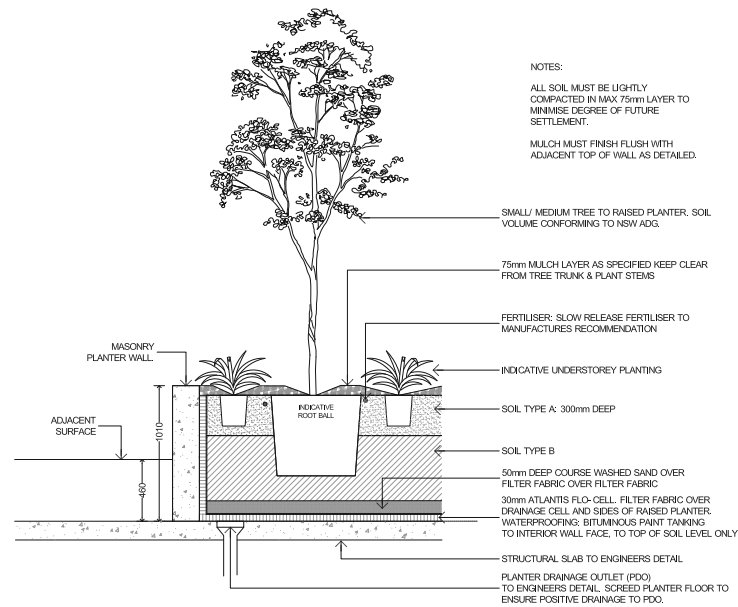 NOTES:
ALL SOIL MUST BE LIGHTLY
COMPACTED IN MAX 75mm LAYER TO
MINIMISE DEGREE OF FUTURE
SETTLEMENT.
MULCH MUST FINISH FLUSH WITH
ADJACENT TOP OF WALL AS DETAILED.
SMALL/ MEDIUM TREE TO RAISED PLANTER. SOIL
VOLUME CONFORMING TO NSW ADG.
75mm MULCH LAYER AS SPECIFIED KEEP CLEAR
FROM TREE TRUNK & PLANT STEMS
FERTILISER: SLOW RELEASE FERTILISER TO
MANUFACTURES RECOMMENDATION
MASONRY
PLANTER WALL.
INDICATIVE UNDERSTOREY PLANTING
INDICATIVE
ROOT BALL
SOIL TYPE A: 300mm DEEP
ADJACENT
SURFACE
1010
SOIL TYPE B
460
50mm DEEP COURSE WASHED SAND OVER
FILTER FABRIC OVER FILTER FABRIC
30mm ATLANTIS FLO- CELL. FILTER FABRIC OVER
DRAINAGE CELL AND SIDES OF RAISED PLANTER.
WATERPROOFING: BITUMINOUS PAINT TANKING
TO INTERIOR WALL FACE, TO TOP OF SOIL LEVEL ONLY
STRUCTURAL SLAB TO ENGINEERS DETAIL
PLANTER DRAINAGE OUTLET (PDO)
TO ENGINEERS DETAIL. SCREED PLANTER FLOOR TO
ENSURE POSITIVE DRAINAGE TO PDO.